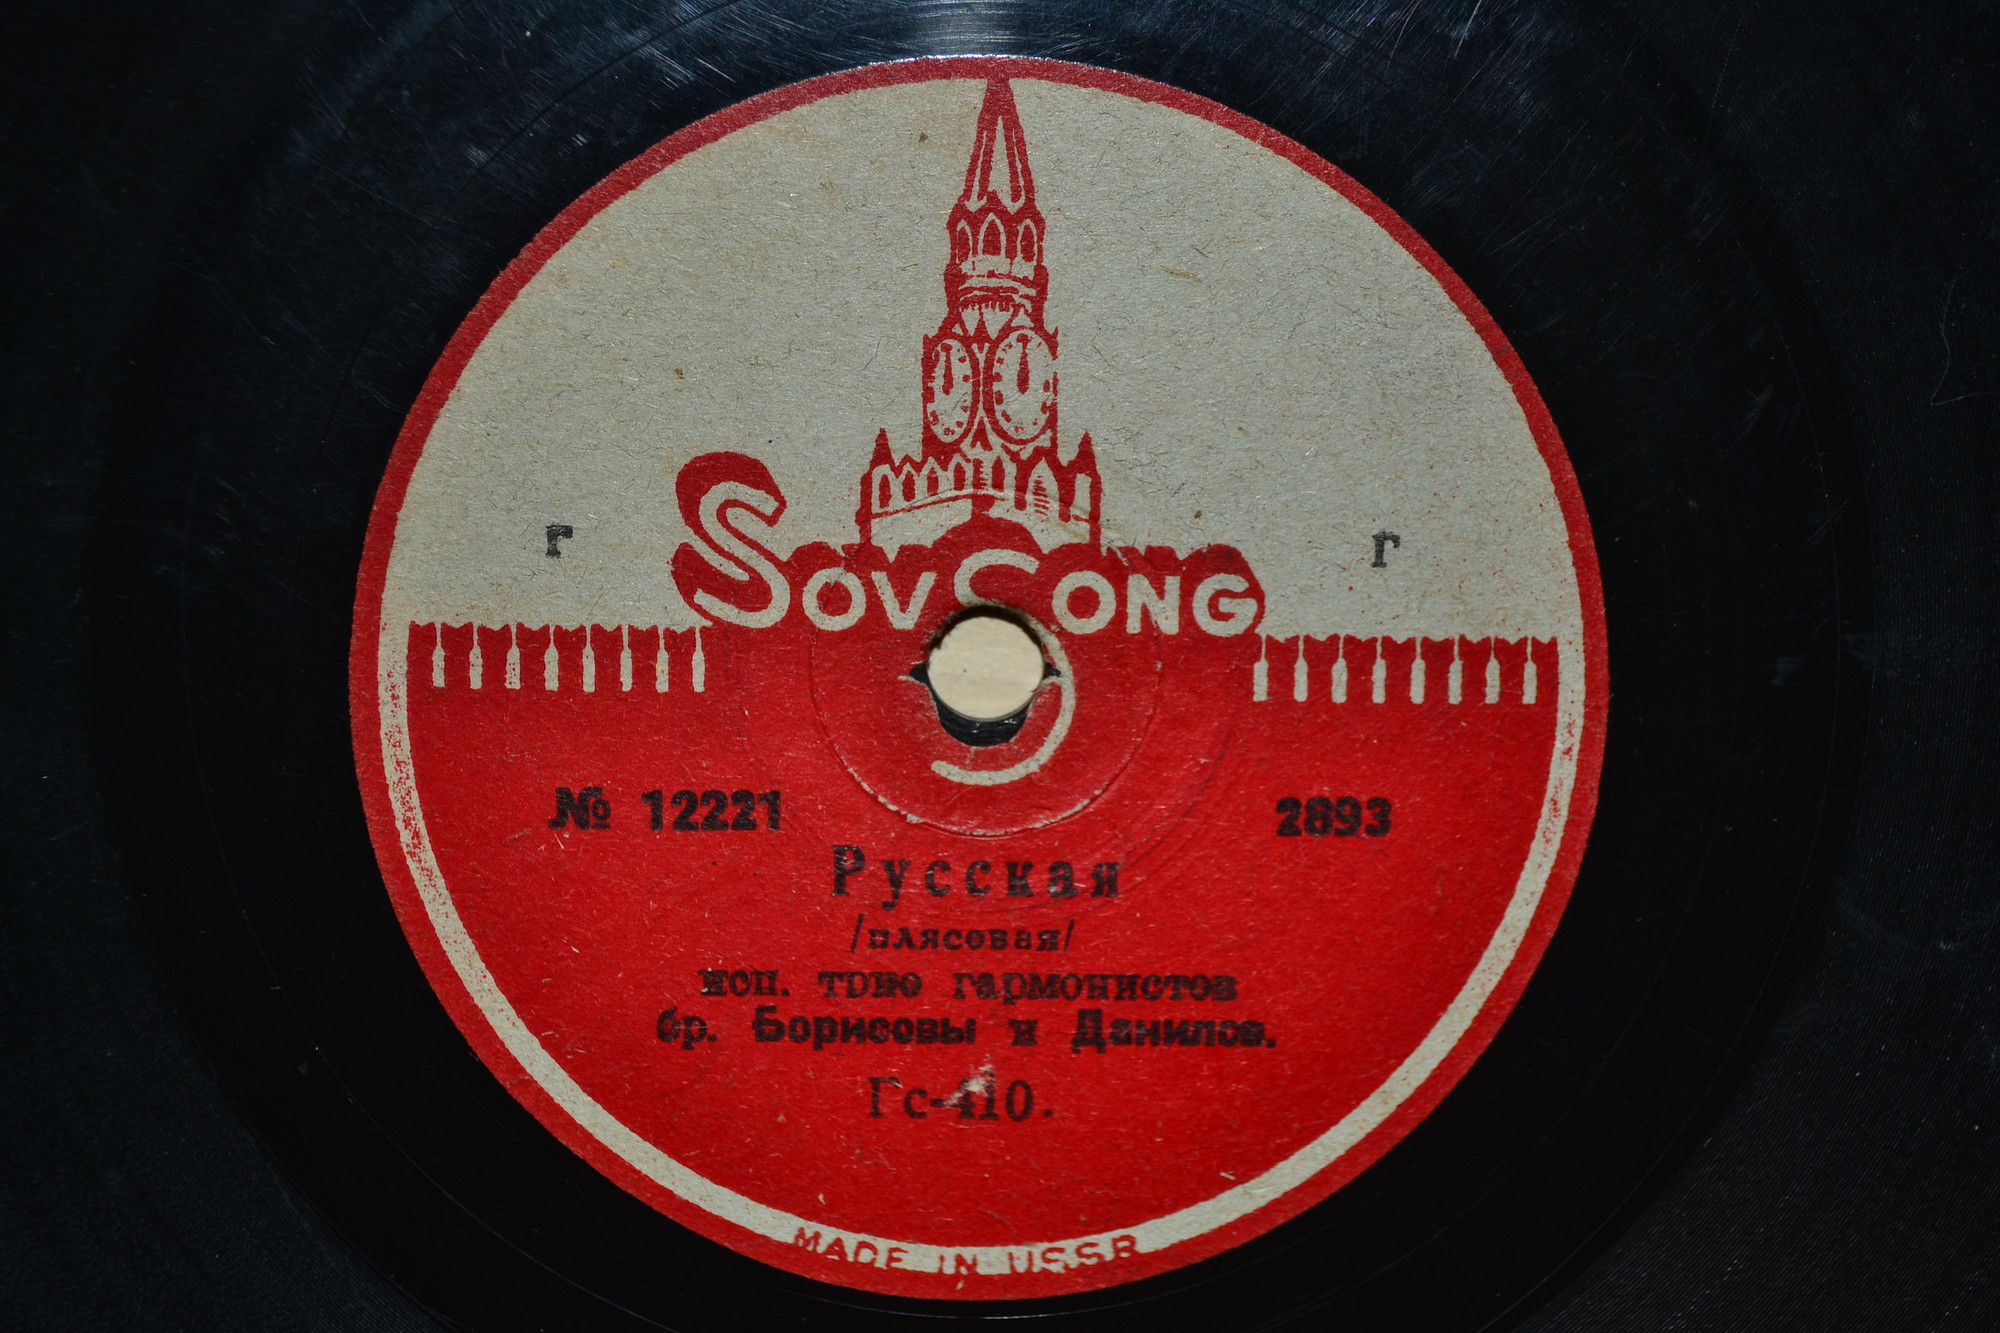 г г
SovSong
№ 12221 2893
Русская
/плясовая/
исп. трио гармонистов
бр. Борисовы и Данилов.
Гс-410.
MADE IN USSR